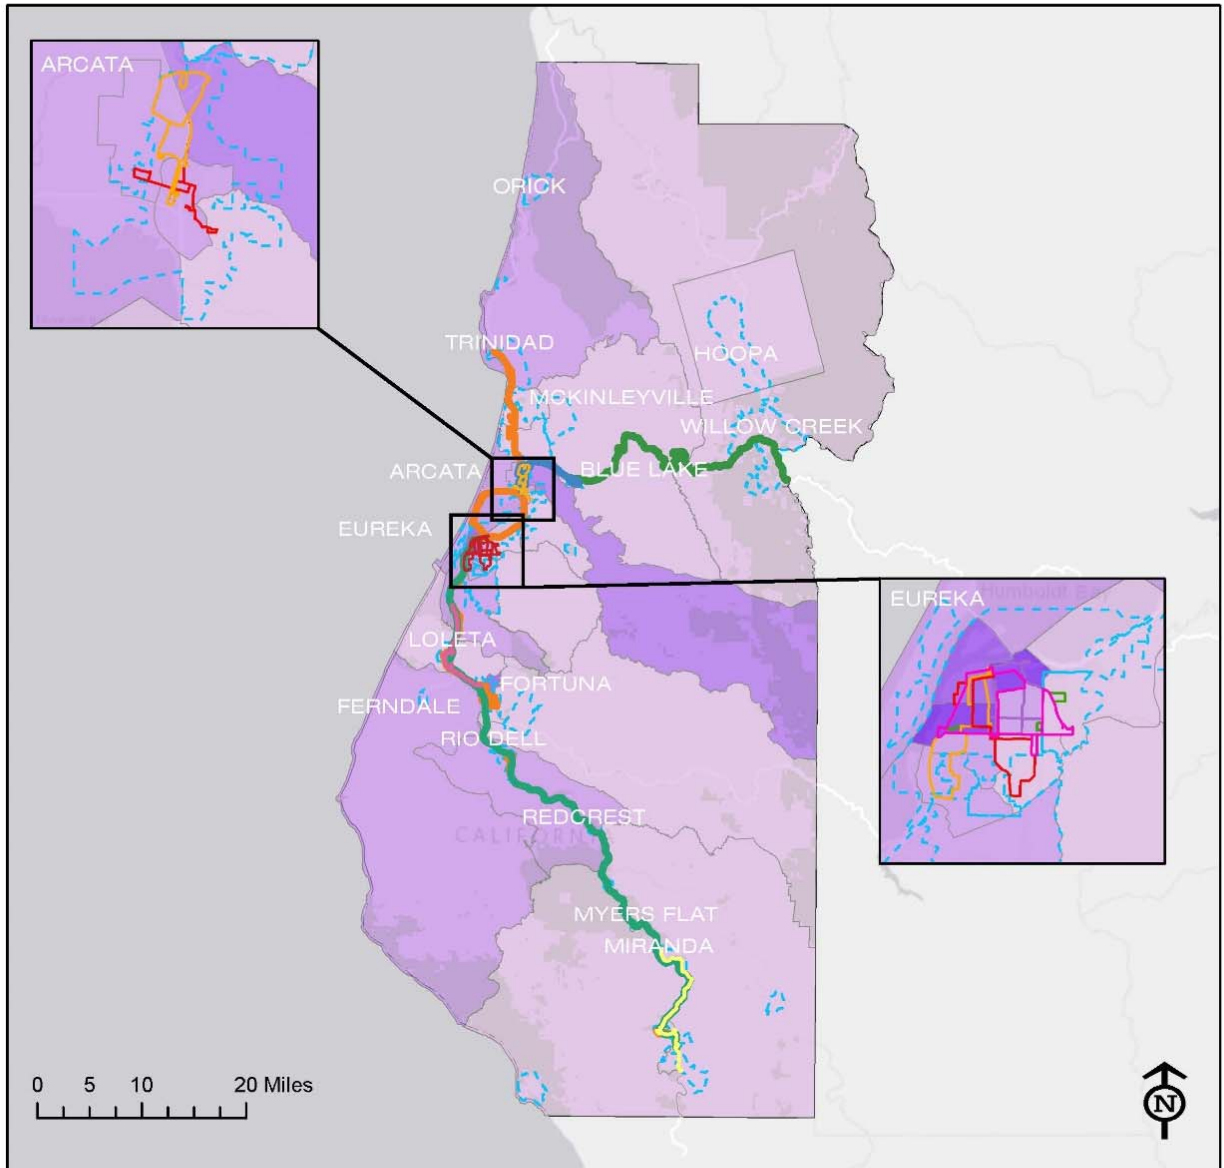 ARCATA
ORICK
TRINIDAD
HOOPA
MCKINLEYVILLE
WILLOW CREEK
ARCATA
BLUE LAKE
EUREKA
EUREKA
Humboldt Bay
LOLETA
FORTUNA
FERNDALE
RIO DELL
REDCREST
CALIFORNIA
MYERS FLAT
MIRANDA
0 5 10 20 Miles
N